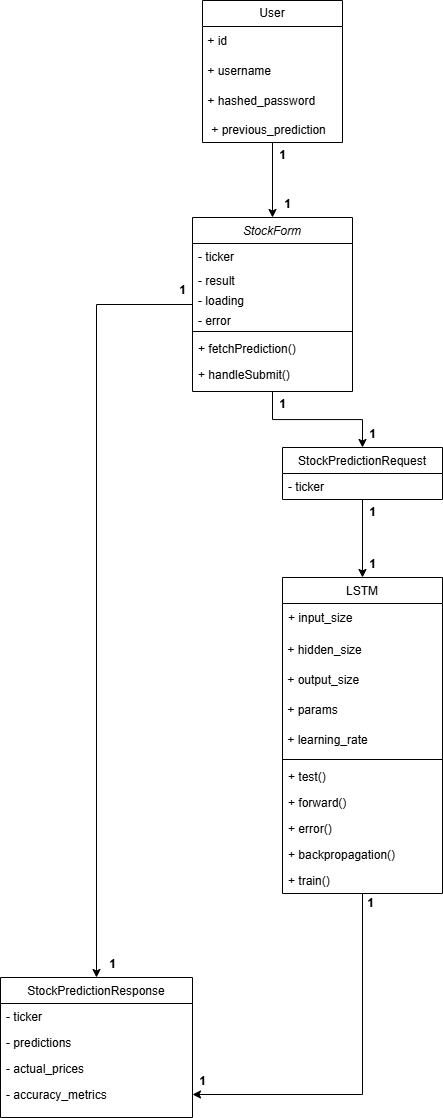 User
+ id
+ username
+ hashed_password
+ previous_prediction
1
1
StockForm
- ticker
- result
- loading
- error
+ fetchPrediction()
+ handleSubmit()
1
1
1
StockPredictionRequest
- ticker
1
1
LSTM
+ input_size
+ hidden_size
+ output_size
+ params
+ learning_rate
+ test()
+ forward()
+ error()
+ backpropagation()
+ train()
1
1
StockPredictionResponse
- ticker
- predictions
- actual_prices
- accuracy_metrics
1